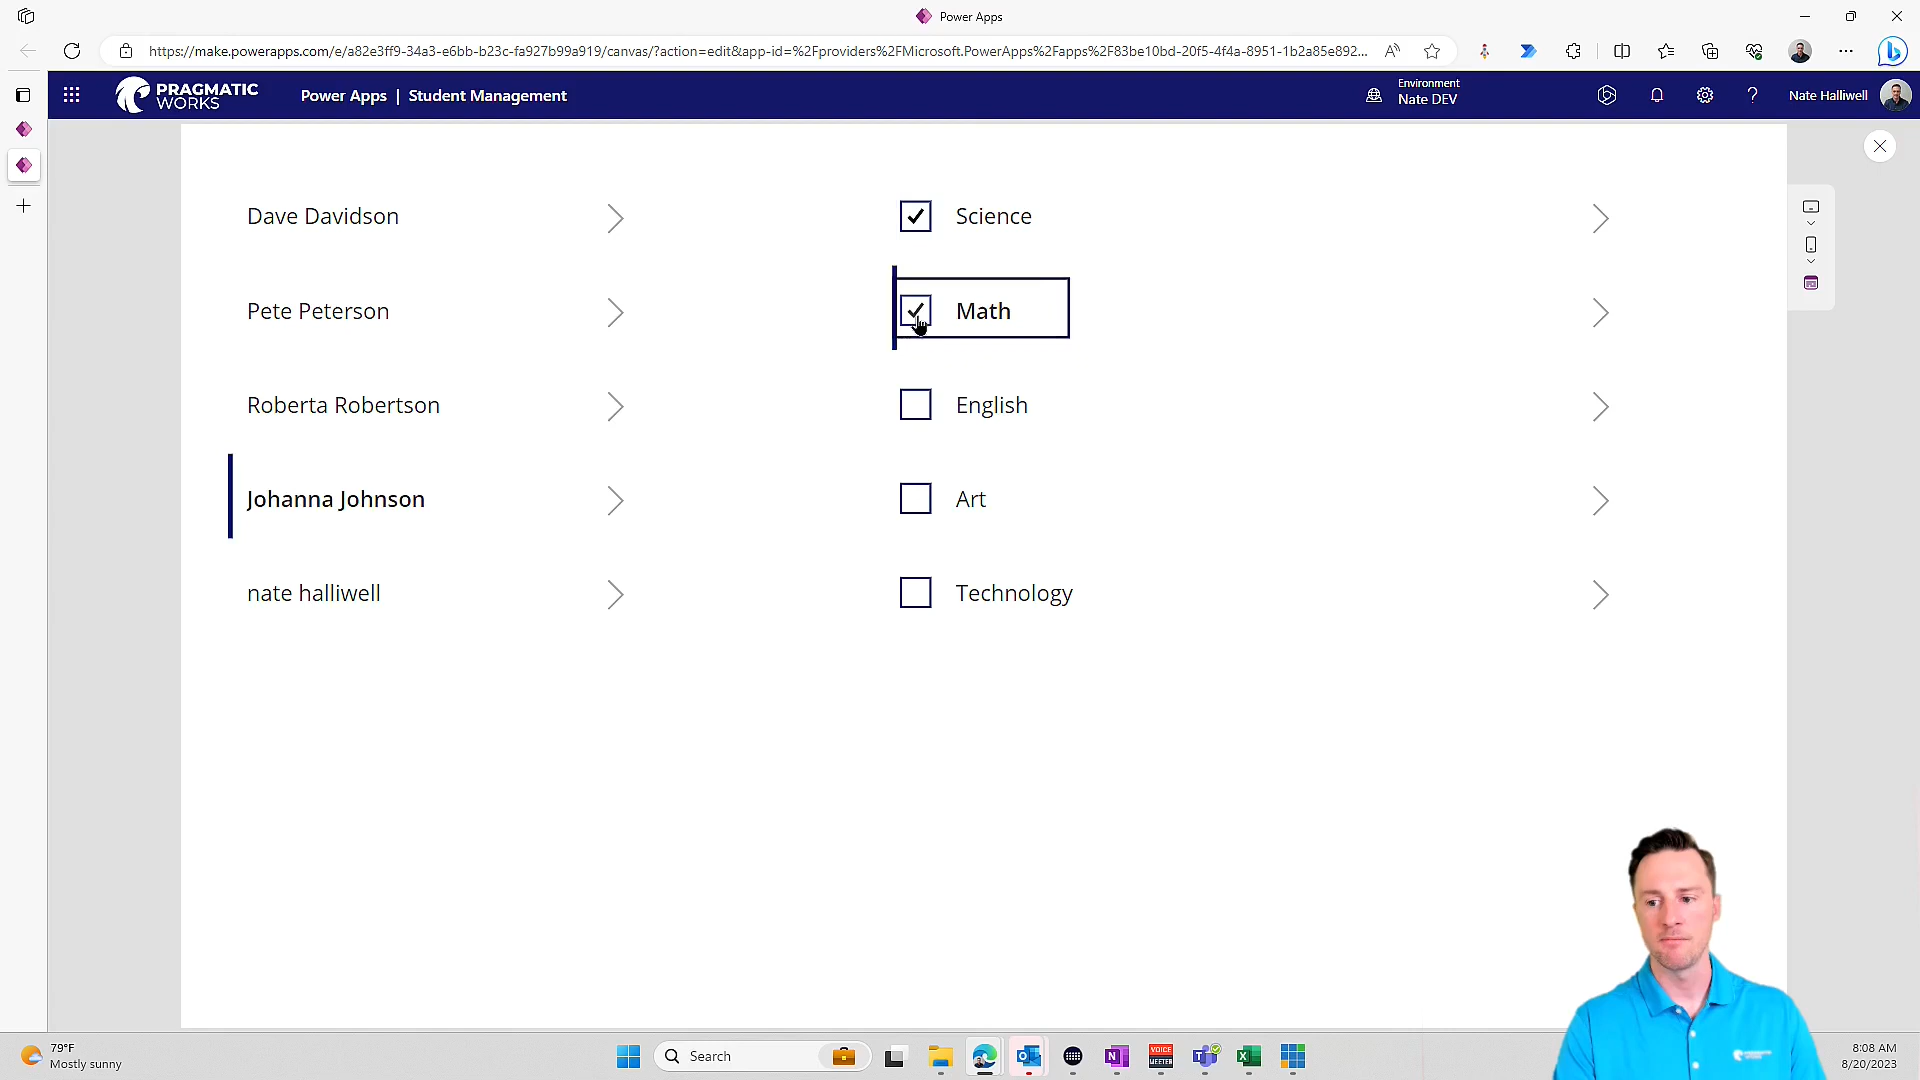 Power Apps
https://make.powerapps.com/e/a82e3ff9-34a3-e6bb-b23c-fa927b99a919/canvas/?action=edit&app-id=%2Fproviders%2FMicrosoft.PowerApps%2Fapps%2F83be10bd-20f5-4f4a-8951-1b2a85e892...
PRAGMATIC WORKS
Power Apps | Student Management
Environment
Nate DEV
Nate Halliwell
Dave Davidson
Science
Pete Peterson
Math
Roberta Robertson
English
Johanna Johnson
Art
nate halliwell
Technology
79°F
Mostly sunny
Search
VOICE MEETER
8:08 AM
8/20/2023